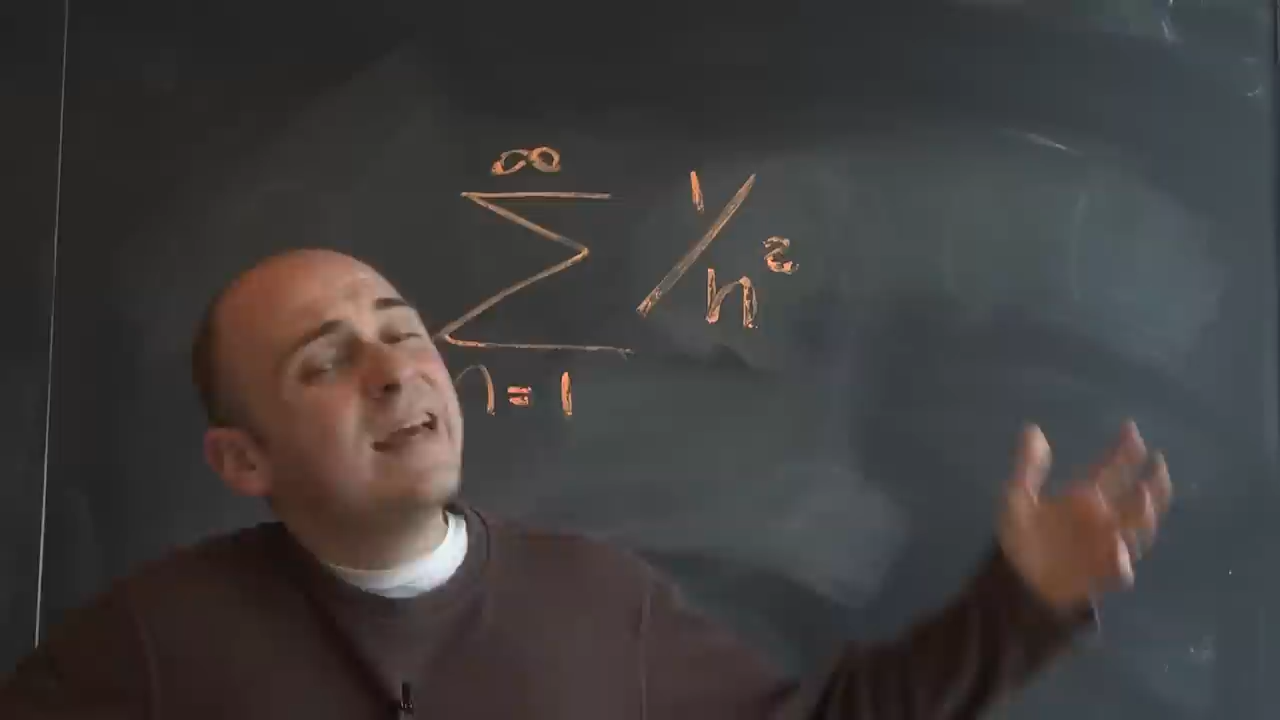 ∞
∑ 1/n²
n = 1